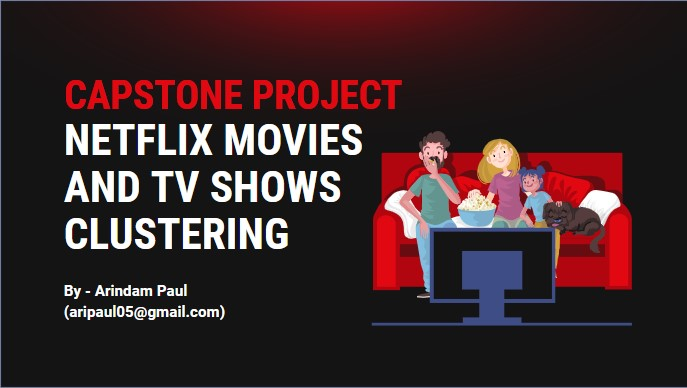 CAPSTONE PROJECT
NETFLIX MOVIES
AND TV SHOWS
CLUSTERING
By - Arindam Paul
(aripaul05@gmail.com)